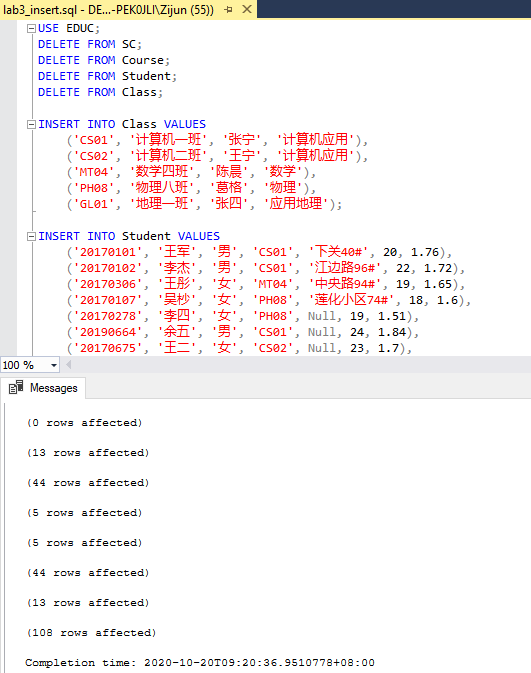 lab3_insert.sql - DE...-PEK0JLI\Zijun (55))
USE EDUC;
DELETE FROM SC;
DELETE FROM Course;
DELETE FROM Student;
DELETE FROM Class;
INSERT INTO Class VALUES
('CS01', '计算机一班', '张宁', '计算机应用'),
('CS02', '计算机二班', '王宁', '计算机应用'),
('MT04', '数学四班', '陈晨', '数学'),
('PH08', '物理八班', '葛格', '物理'),
('GL01', '地理一班', '张四', '应用地理');
INSERT INTO Student VALUES
('20170101', '王军', '男', 'CS01', '下关40#', 20, 1.76),
('20170102', '李杰', '男', 'CS01', '江边路96#', 22, 1.72),
('20170306', '王彤', '女', 'MT04', '中央路94#', 19, 1.65),
('20170107', '吴杪', '女', 'PH08', '莲化小区74#', 18, 1.6),
('20170278', '李四', '女', 'PH08', Null, 19, 1.51),
('20190664', '余五', '男', 'CS01', Null, 24, 1.84),
('20170675', '王二', '女', 'CS02', Null, 23, 1.7),
100 %
Messages
(0 rows affected)
(13 rows affected)
(44 rows affected)
(5 rows affected)
(5 rows affected)
(44 rows affected)
(13 rows affected)
(108 rows affected)
Completion time: 2020-10-20T09:20:36.9510778+08:00